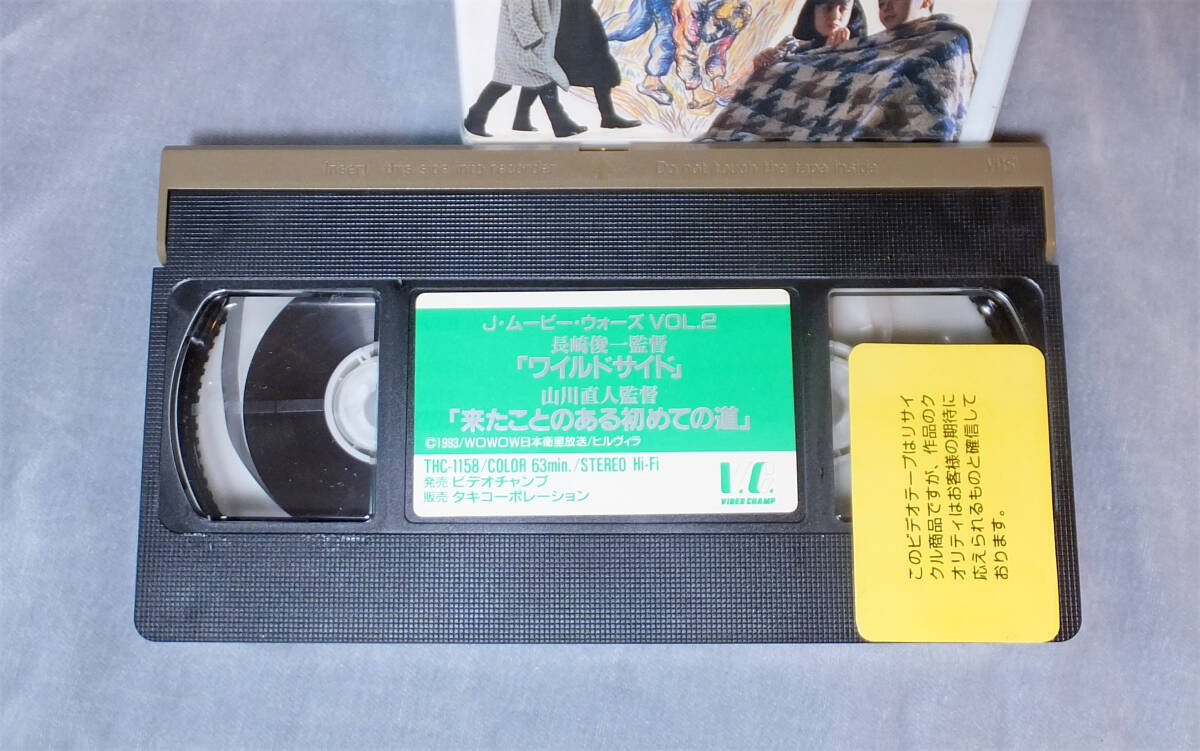 Insert this side into recorder
Do not touch the tape inside
VHS
J・ムービー・ウォーズ VOL.2
長崎俊一監督
「ワイルドサイド」
山川直人監督
「来たことのある初めての道」
©1993/WOWOW日本衛星放送/ヒルヴィラ
THC-1158/COLOR 63min./STEREO Hi-Fi
発売 ビデオチャンプ
販売 タキコーポレーション
V.C.
VIDEO CHAMP
このビデオテープはリサイ
クル商品ですが、作品のク
オリティはお客様の期待に
応えられるものと確信して
おります。